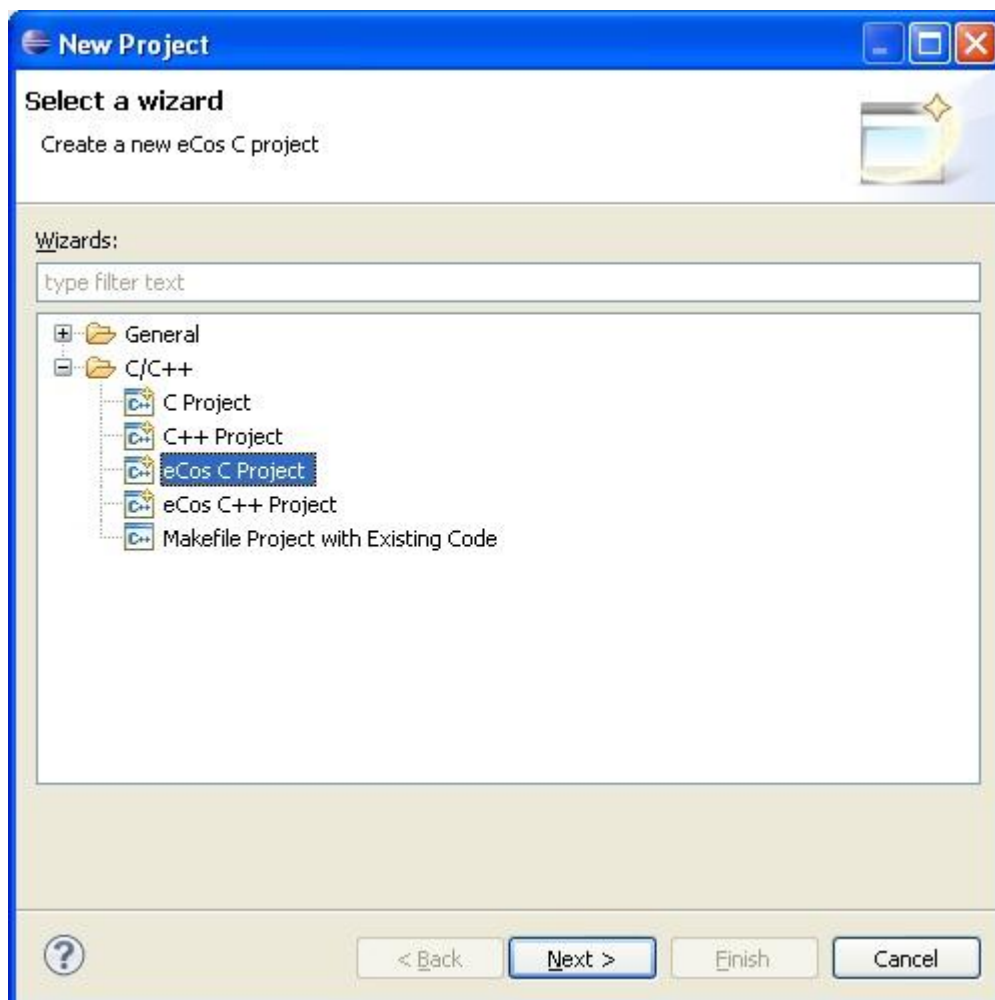 New Project
Select a wizard
Create a new eCos C project
Wizards:
type filter text
General
C/C++
C Project
C++ Project
eCos C Project
eCos C++ Project
Makefile Project with Existing Code
< Back Next > Finish Cancel